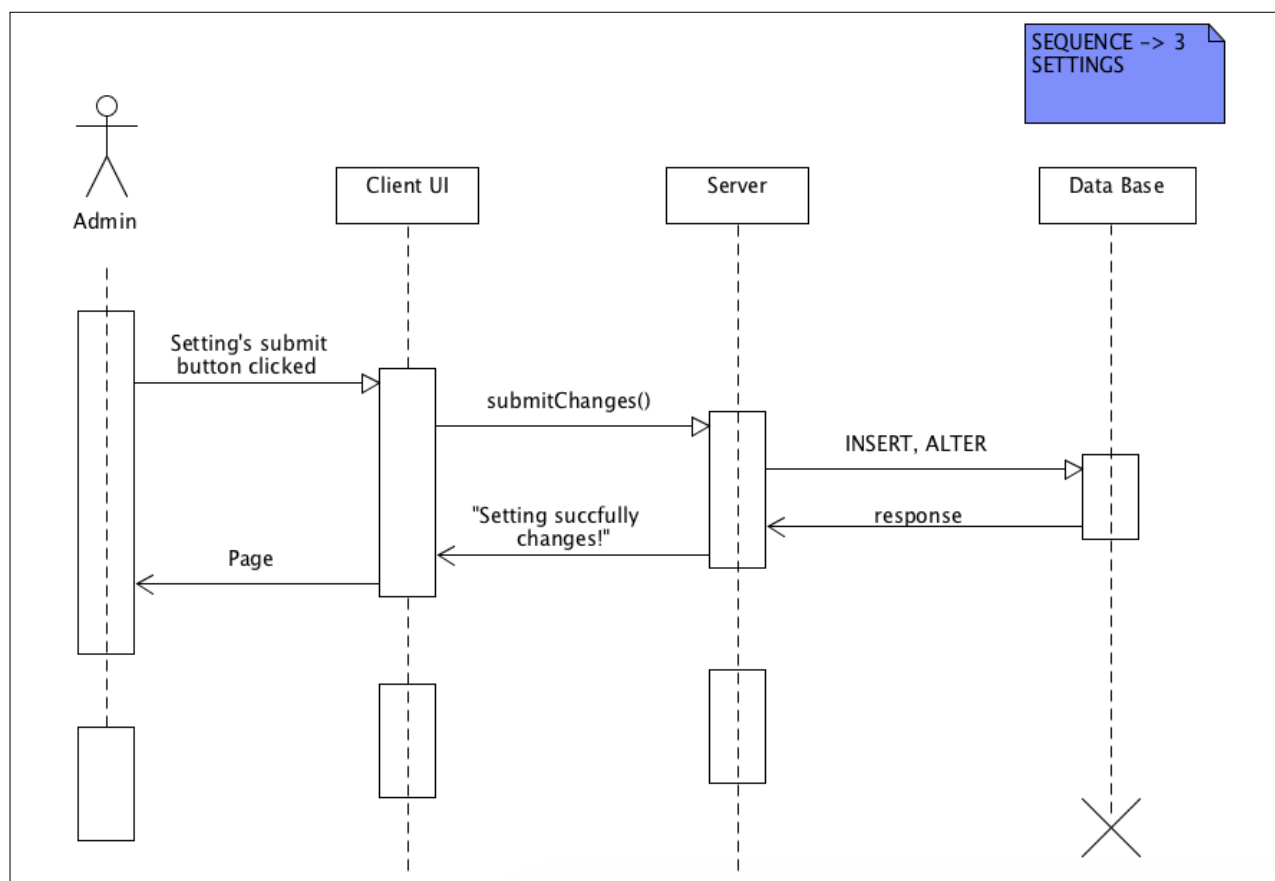 SEQUENCE -> 3
SETTINGS
Admin
Client UI
Server
Data Base
Setting's submit
button clicked
submitChanges()
INSERT, ALTER
response
"Setting succfully
changes!"
Page